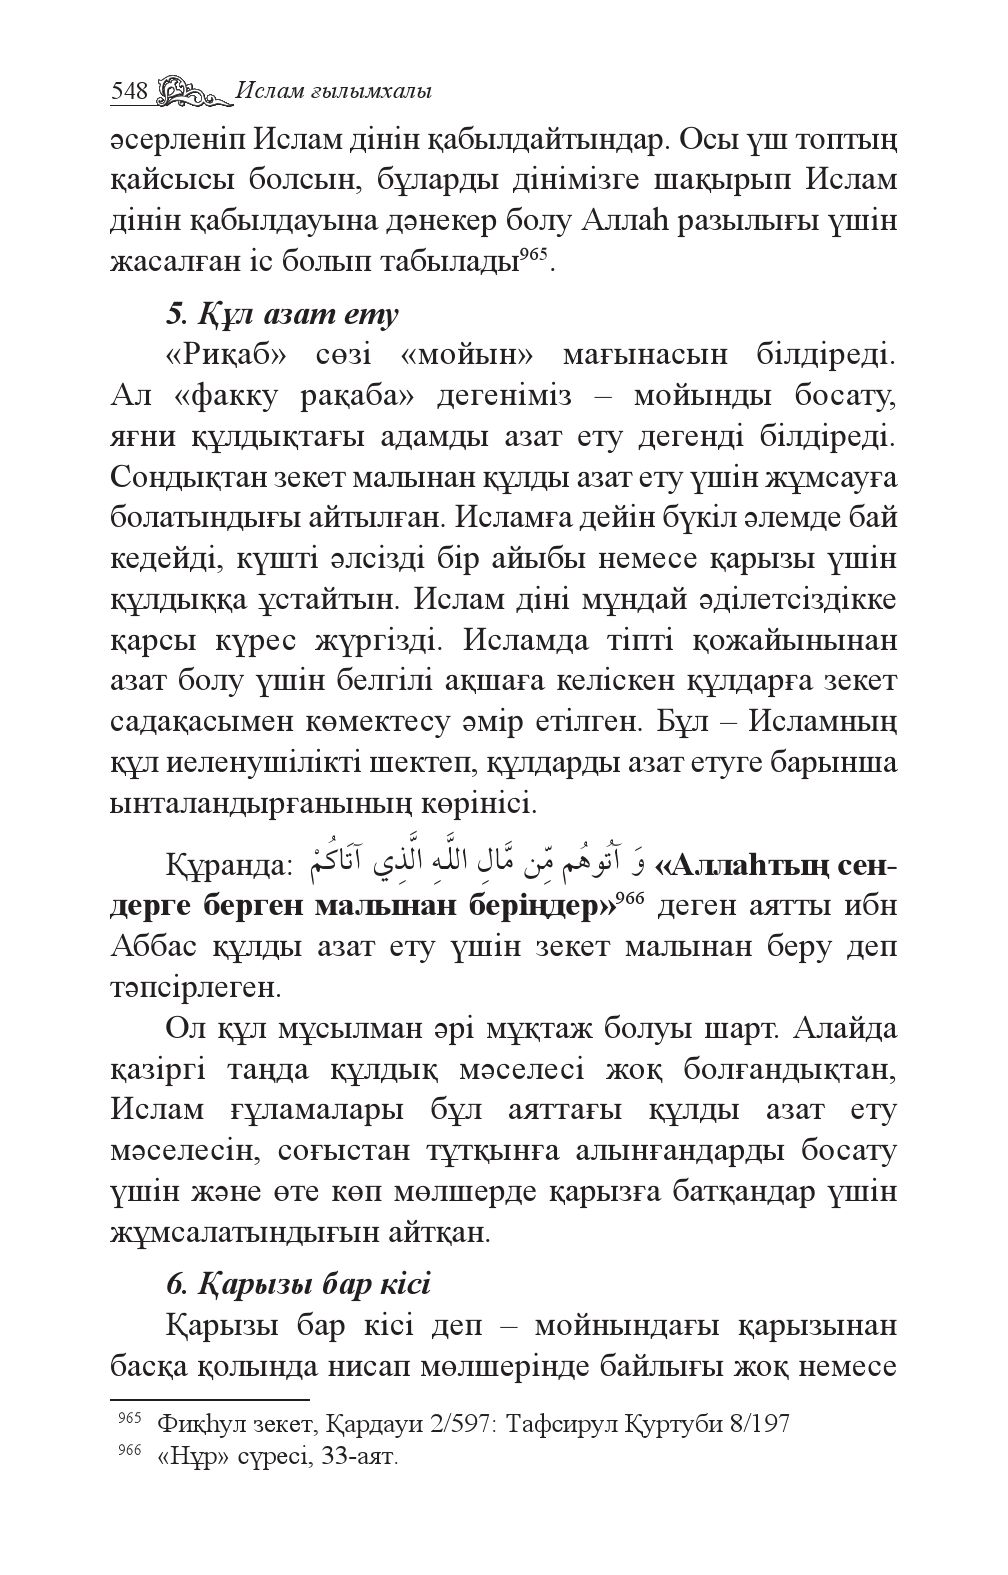 548 Ислам ғылымхалы
әсерленіп Ислам дінін қабылдайтындар. Осы үш топтың
қайсысы болсын, бұларды дінімізге шақырып Ислам
дінін қабылдауына дәнекер болу Аллаһ разылығы үшін
жасалған іс болып табылады⁹⁶⁵.
5. Құл азат ету
«Риқаб» сөзі «мойын» мағынасын білдіреді.
Ал «факку рақаба» дегеніміз – мойынды босату,
яғни құлдықтағы адамды азат ету дегенді білдіреді.
Сондықтан зекет малынан құлды азат ету үшін жұмсауға
болатындығы айтылған. Исламға дейін бүкіл әлемде бай
кедейді, күшті әлсізді бір айыбы немесе қарызы үшін
құлдыққа ұстайтын. Ислам діні мұндай әділетсіздікке
қарсы күрес жүргізді. Исламда тіпті қожайынынан
азат болу үшін белгілі ақшаға келіскен құлдарға зекет
садақасымен көмектесу әмір етілген. Бұл – Исламның
құл иеленушілікті шектеп, құлдарды азат етуге барынша
ынталандырғанының көрінісі.
Құранда: وَ آتُوهُم مِّن مَّالِ اللَّهِ الَّذِي آتَاكُمْ «Аллаһтың сен-
дерге берген малынан беріңдер»⁹⁶⁶ деген аятты ибн
Аббас құлды азат ету үшін зекет малынан беру деп
тәпсірлеген.
Ол құл мұсылман әрі мұқтаж болуы шарт. Алайда
қазіргі таңда құлдық мәселесі жоқ болғандықтан,
Ислам ғұламалары бұл аяттағы құлды азат ету
мәселесін, соғыстан тұтқынға алынғандарды босату
үшін және өте көп мөлшерде қарызға батқандар үшін
жұмсалатындығын айтқан.
6. Қарызы бар кісі
Қарызы бар кісі деп – мойнындағы қарызынан
басқа қолында нисап мөлшерінде байлығы жоқ немесе
965 Фиқһул зекет, Қардауи 2/597: Тафсирул Қуртуби 8/197
966 «Нұр» сүресі, 33-аят.